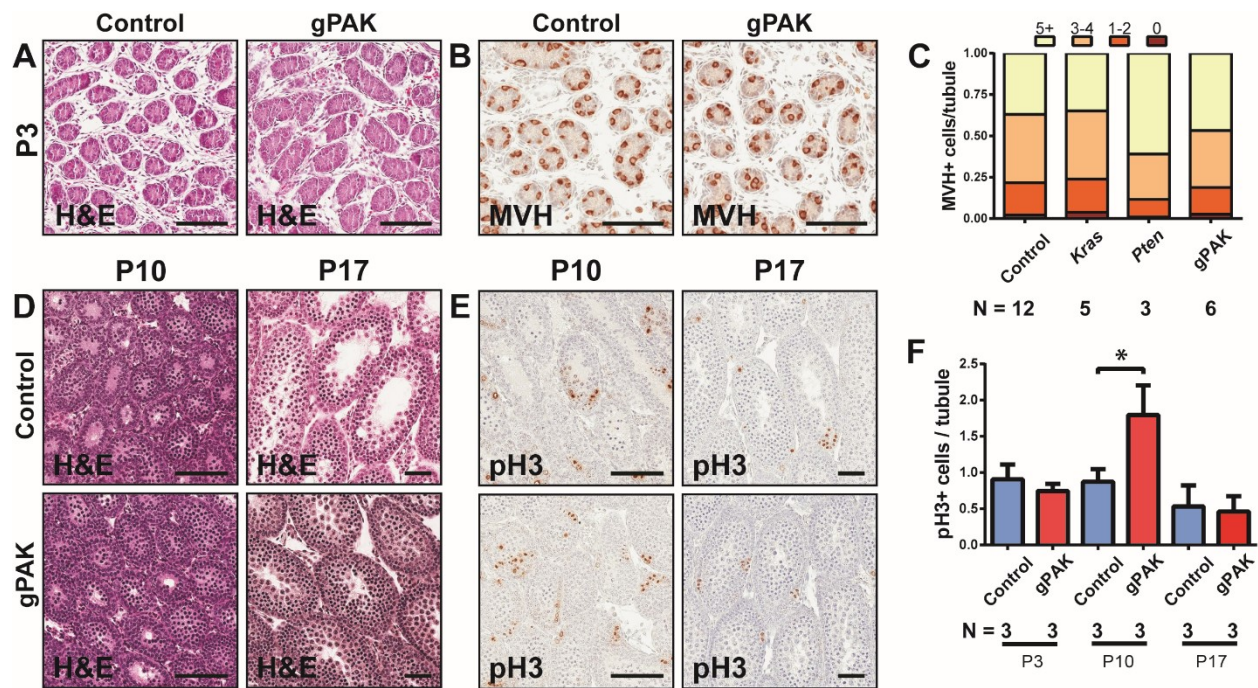 Control gPAK
A
P3
H&E
H&E
B
Control gPAK
MVH
MVH
C
5+ 3-4 1-2 0
MVH+ cells/tubule
1.00
0.75
0.50
0.25
0.00
Control Kras Pten gPAK
N = 12 5 3 6
P10 P17
D
Control
H&E
H&E
gPAK
H&E
H&E
P10 P17
E
pH3
pH3
pH3
pH3
F
pH3+ cells / tubule
2.5
2.0
1.5
1.0
0.5
0.0
*
Control gPAK Control gPAK Control gPAK
N = 3 3 3 3 3 3
P3 P10 P17